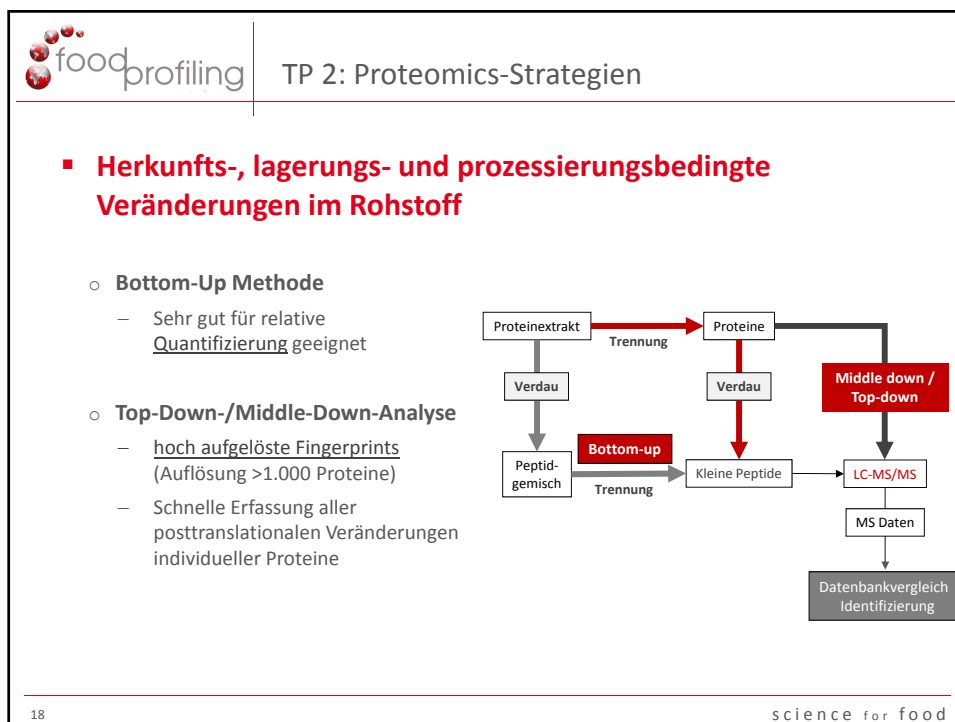 foodprofiling
TP 2: Proteomics-Strategien
▪ Herkunfts-, lagerungs- und prozessierungsbedingte
Veränderungen im Rohstoff
o Bottom-Up Methode
– Sehr gut für relative
Quantifizierung geeignet
o Top-Down-/Middle-Down-Analyse
– hoch aufgelöste Fingerprints
(Auflösung >1.000 Proteine)
– Schnelle Erfassung aller
posttranslationalen Veränderungen
individueller Proteine
Proteinextrakt
Trennung
Proteine
Verdau
Verdau
Middle down /
Top-down
Bottom-up
Peptid-
gemisch
Trennung
Kleine Peptide
LC-MS/MS
MS Daten
Datenbankvergleich
Identifizierung
18
science for food